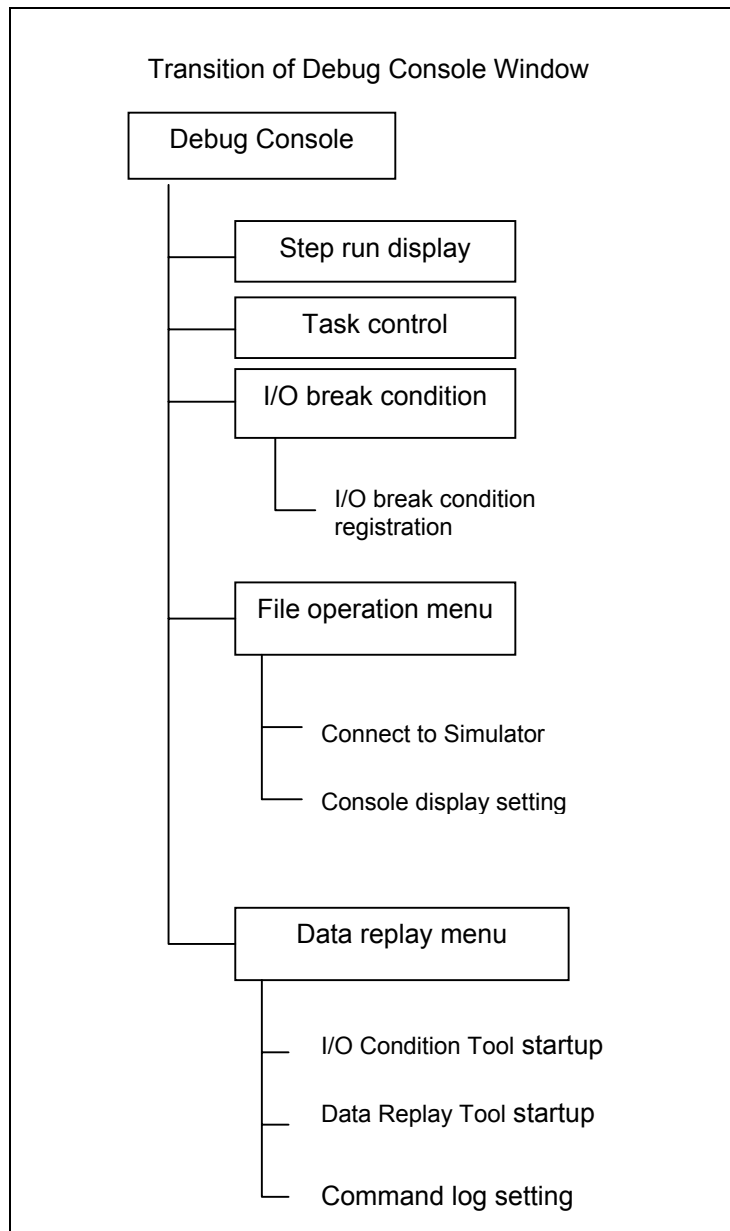 Transition of Debug Console Window
Debug Console
Step run display
Task control
I/O break condition
I/O break condition
registration
File operation menu
Connect to Simulator
Console display setting
Data replay menu
I/O Condition Tool startup
Data Replay Tool startup
Command log setting